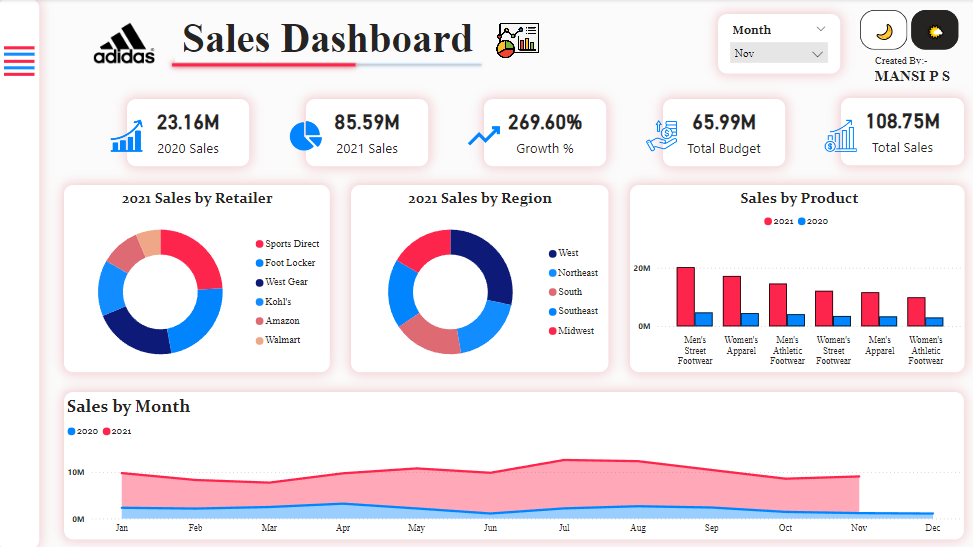 adidas
Sales Dashboard
Month
Nov
Created By:-
MANSI P S
23.16M
2020 Sales
85.59M
2021 Sales
269.60%
Growth %
65.99M
Total Budget
108.75M
Total Sales
2021 Sales by Retailer
Sports Direct
Foot Locker
West Gear
Kohl's
Amazon
Walmart
2021 Sales by Region
West
Northeast
South
Southeast
Midwest
Sales by Product
2021 2020
20M
0M
Men's
Street
Footwear
Women's
Apparel
Men's
Athletic
Footwear
Women's
Street
Footwear
Men's
Apparel
Women's
Athletic
Footwear
Sales by Month
2020 2021
10M
0M
Jan Feb Mar Apr May Jun Jul Aug Sep Oct Nov Dec